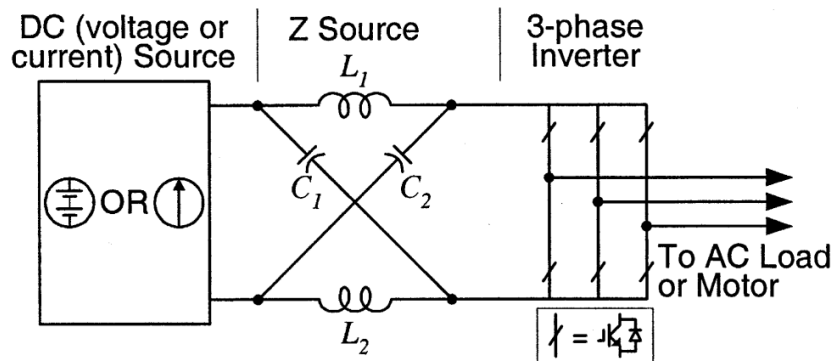 DC (voltage or
current) Source
Z Source
3-phase
Inverter
L1
C1
C2
OR
L2
To AC Load
or Motor
=